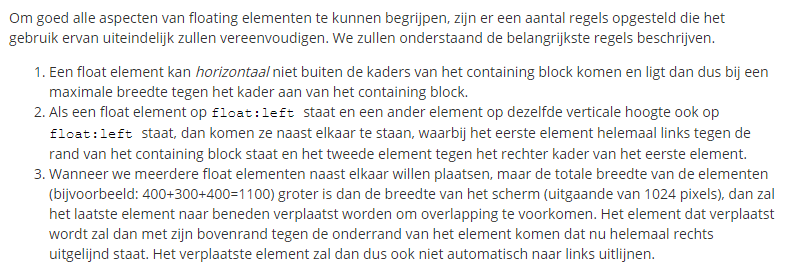 Om goed alle aspecten van floating elementen te kunnen begrijpen, zijn er een aantal regels opgesteld die het
gebruik ervan uiteindelijk zullen vereenvoudigen. We zullen onderstaand de belangrijkste regels beschrijven.
1. Een float element kan horizontaal niet buiten de kaders van het containing block komen en ligt dan dus bij een
maximale breedte tegen het kader aan van het containing block.
2. Als een float element op float:left staat en een ander element op dezelfde verticale hoogte ook op
float:left staat, dan komen ze naast elkaar te staan, waarbij het eerste element helemaal links tegen de
rand van het containing block staat en het tweede element tegen het rechter kader van het eerste element.
3. Wanneer we meerdere float elementen naast elkaar willen plaatsen, maar de totale breedte van de elementen
(bijvoorbeeld: 400+300+400=1100) groter is dan de breedte van het scherm (uitgaande van 1024 pixels), dan zal
het laatste element naar beneden verplaatst worden om overlapping te voorkomen. Het element dat verplaatst
wordt zal dan met zijn bovenrand tegen de onderrand van het element komen dat nu helemaal rechts
uitgelijnd staat. Het verplaatste element zal dan dus ook niet automatisch naar links uitlijnen.